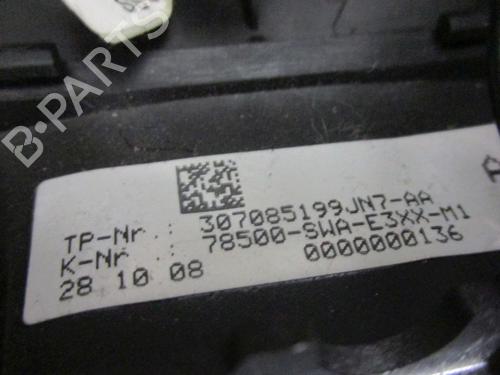 B-PARTS
TP-Nr .: 307085199JN7-AA
K-Nr .: 78500-SWA-E3XX-M1
28 10 08 0000000136